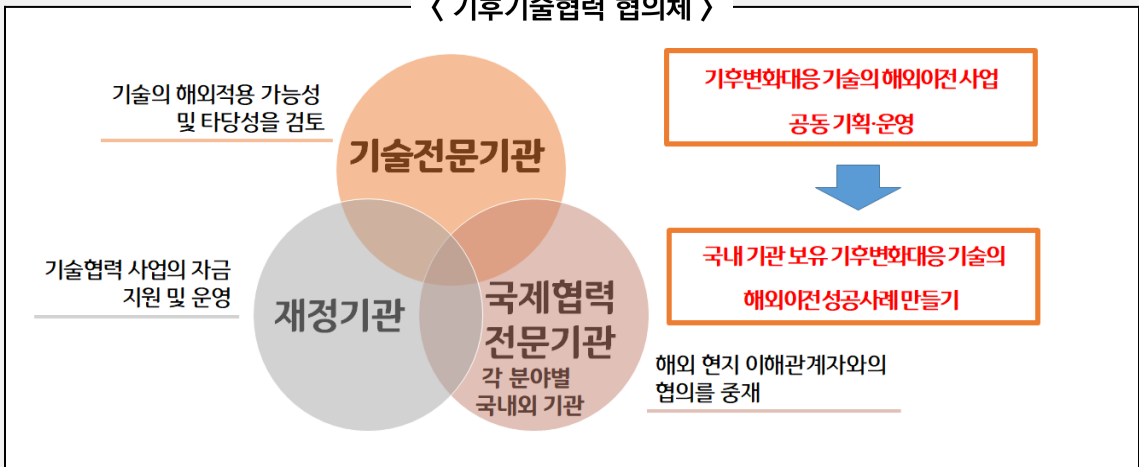 < 기후기술협력 협의체 >
기술의 해외적용 가능성
및 타당성을 검토
기술전문기관
기술협력 사업의 자금
지원 및 운영
재정기관
국제협력
전문기관
각 분야별
국내외 기관
해외 현지 이해관계자와의
협의를 중재
기후변화대응 기술의 해외이전 사업
공동 기획·운영
국내 기관 보유 기후변화대응 기술의
해외이전 성공사례 만들기